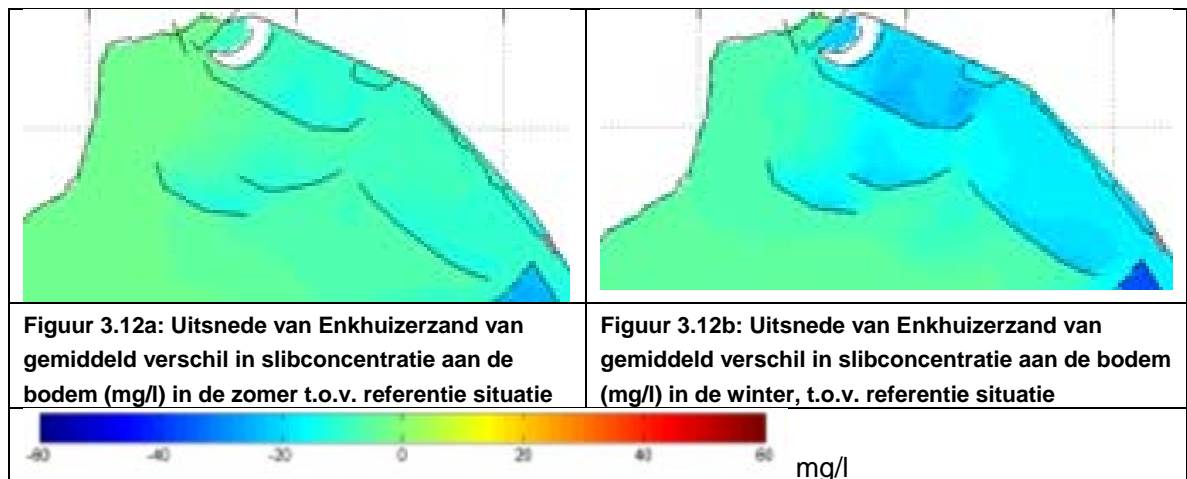 Figuur 3.12a: Uitsnede van Enkhuizerzand van
gemiddeld verschil in slibconcentratie aan de
bodem (mg/l) in de zomer t.o.v. referentie situatie
Figuur 3.12b: Uitsnede van Enkhuizerzand van
gemiddeld verschil in slibconcentratie aan de bodem
(mg/l) in de winter, t.o.v. referentie situatie
-60 -40 -20 0 20 40 60
mg/l